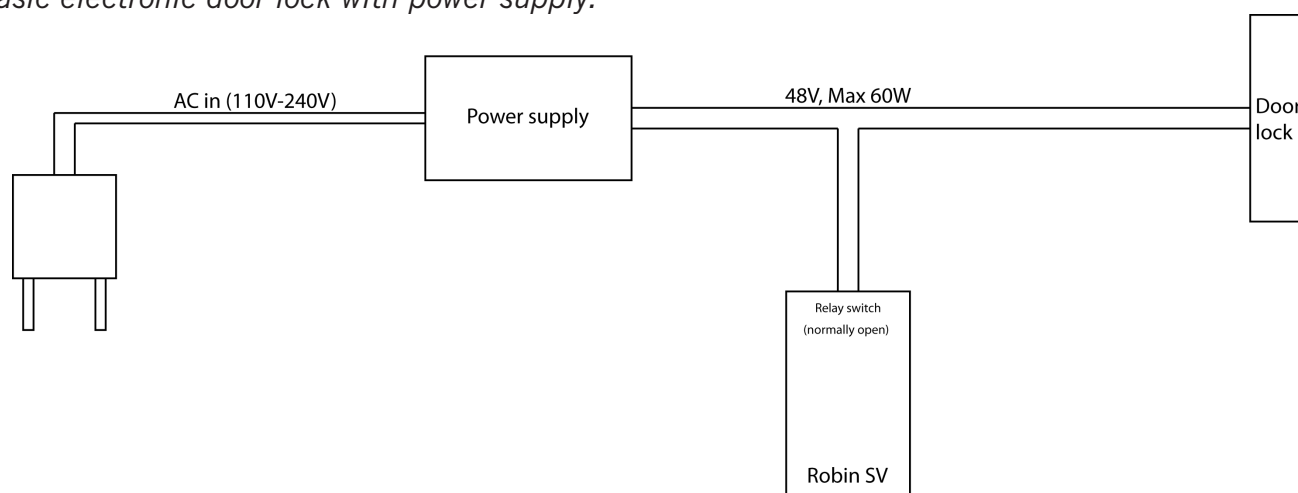 basic electronic door lock with power supply.
AC in (110V-240V)
Power supply
48V, Max 60W
Door
lock
Relay switch
(normally open)
Robin SV